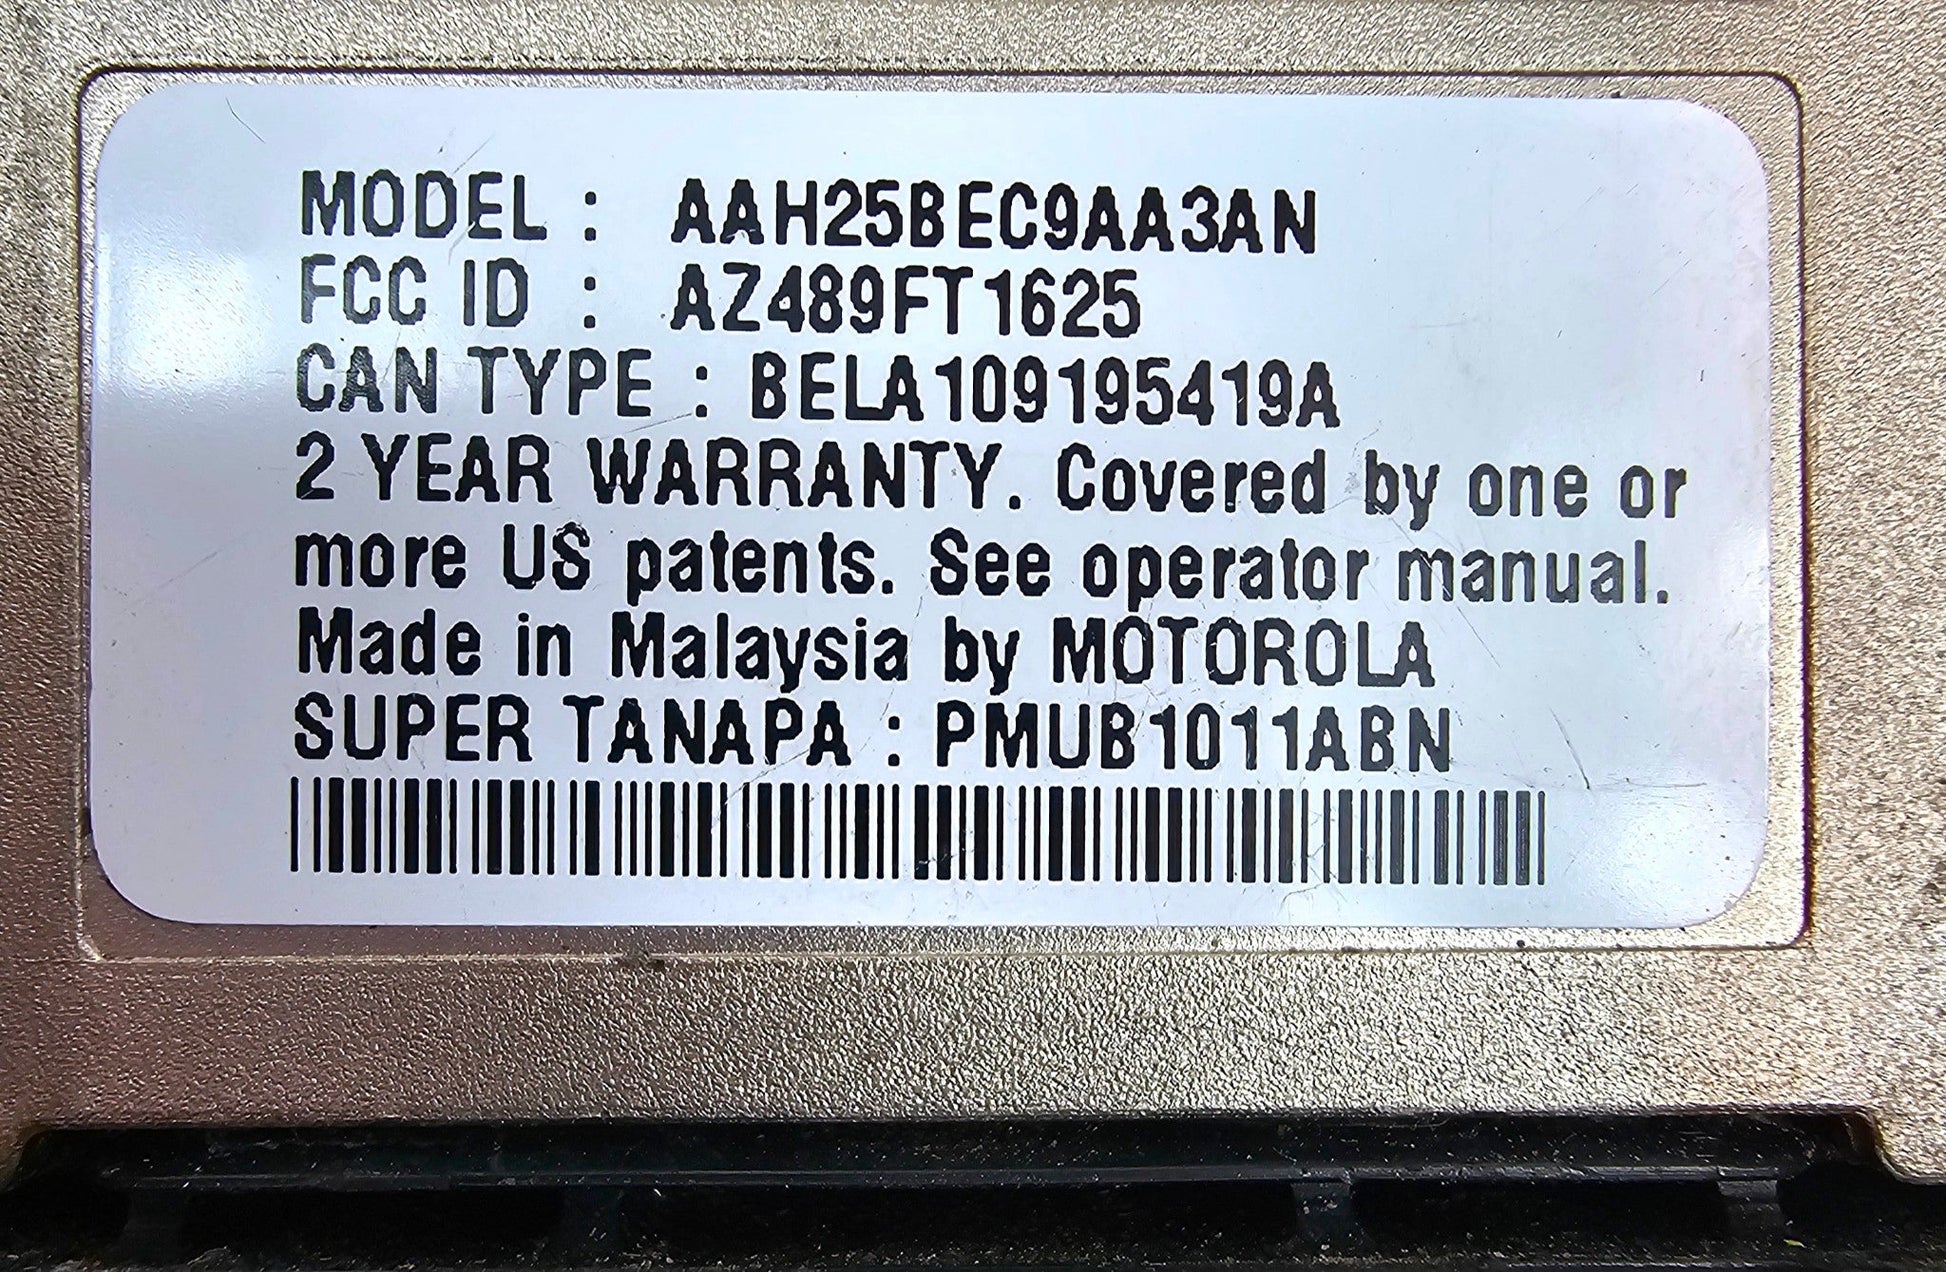 MODEL : AAH25BEC9AA3AN
FCC ID : AZ489FT1625
CAN TYPE : BELA109195419A
2 YEAR WARRANTY. Covered by one or
more US patents. See operator manual.
Made in Malaysia by MOTOROLA
SUPER TANAPA : PMUB1011ABN